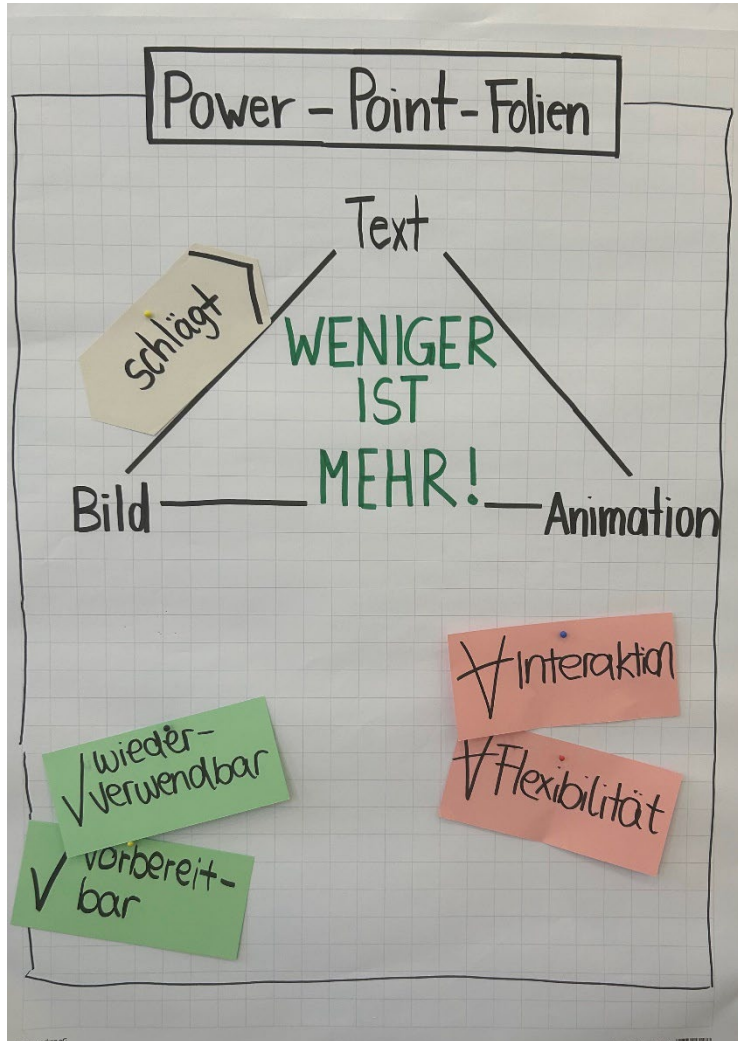 Power - Point - Folien
Text
schlägt
WENIGER
IST
MEHR!
Bild
Animation
Interaktion
Flexibilität
wieder-
verwendbar
vorbereit-
bar